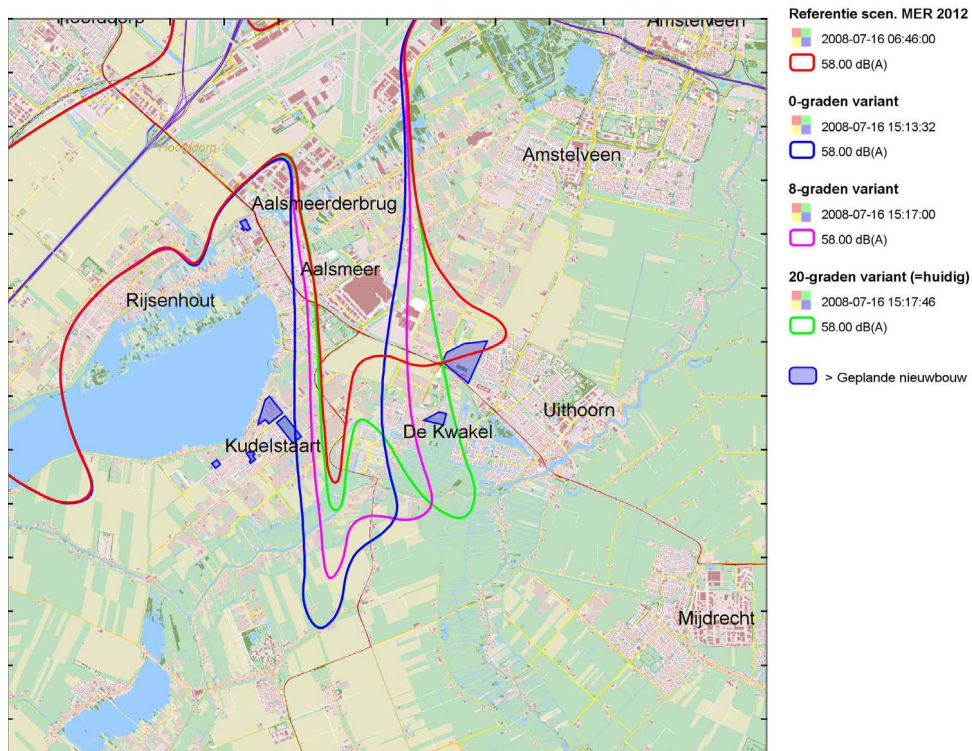 Hoofddorp
Amstelveen
Referentie scen. MER 2012
2008-07-16 06:46:00
58.00 dB(A)
0-graden variant
2008-07-16 15:13:32
58.00 dB(A)
8-graden variant
2008-07-16 15:17:00
58.00 dB(A)
20-graden variant (=huidig)
2008-07-16 15:17:46
58.00 dB(A)
> Geplande nieuwbouw
Hoofddorp
Amstelveen
Aalsmeerderbrug
Aalsmeer
Rijsenhout
Uithoorn
De Kwakel
Kudelstaart
Mijdrecht